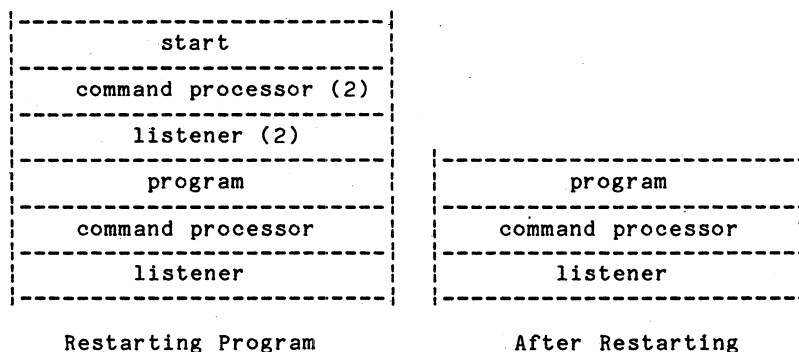 start
command processor (2)
listener (2)
program
command processor
listener
Restarting Program
program
command processor
listener
After Restarting